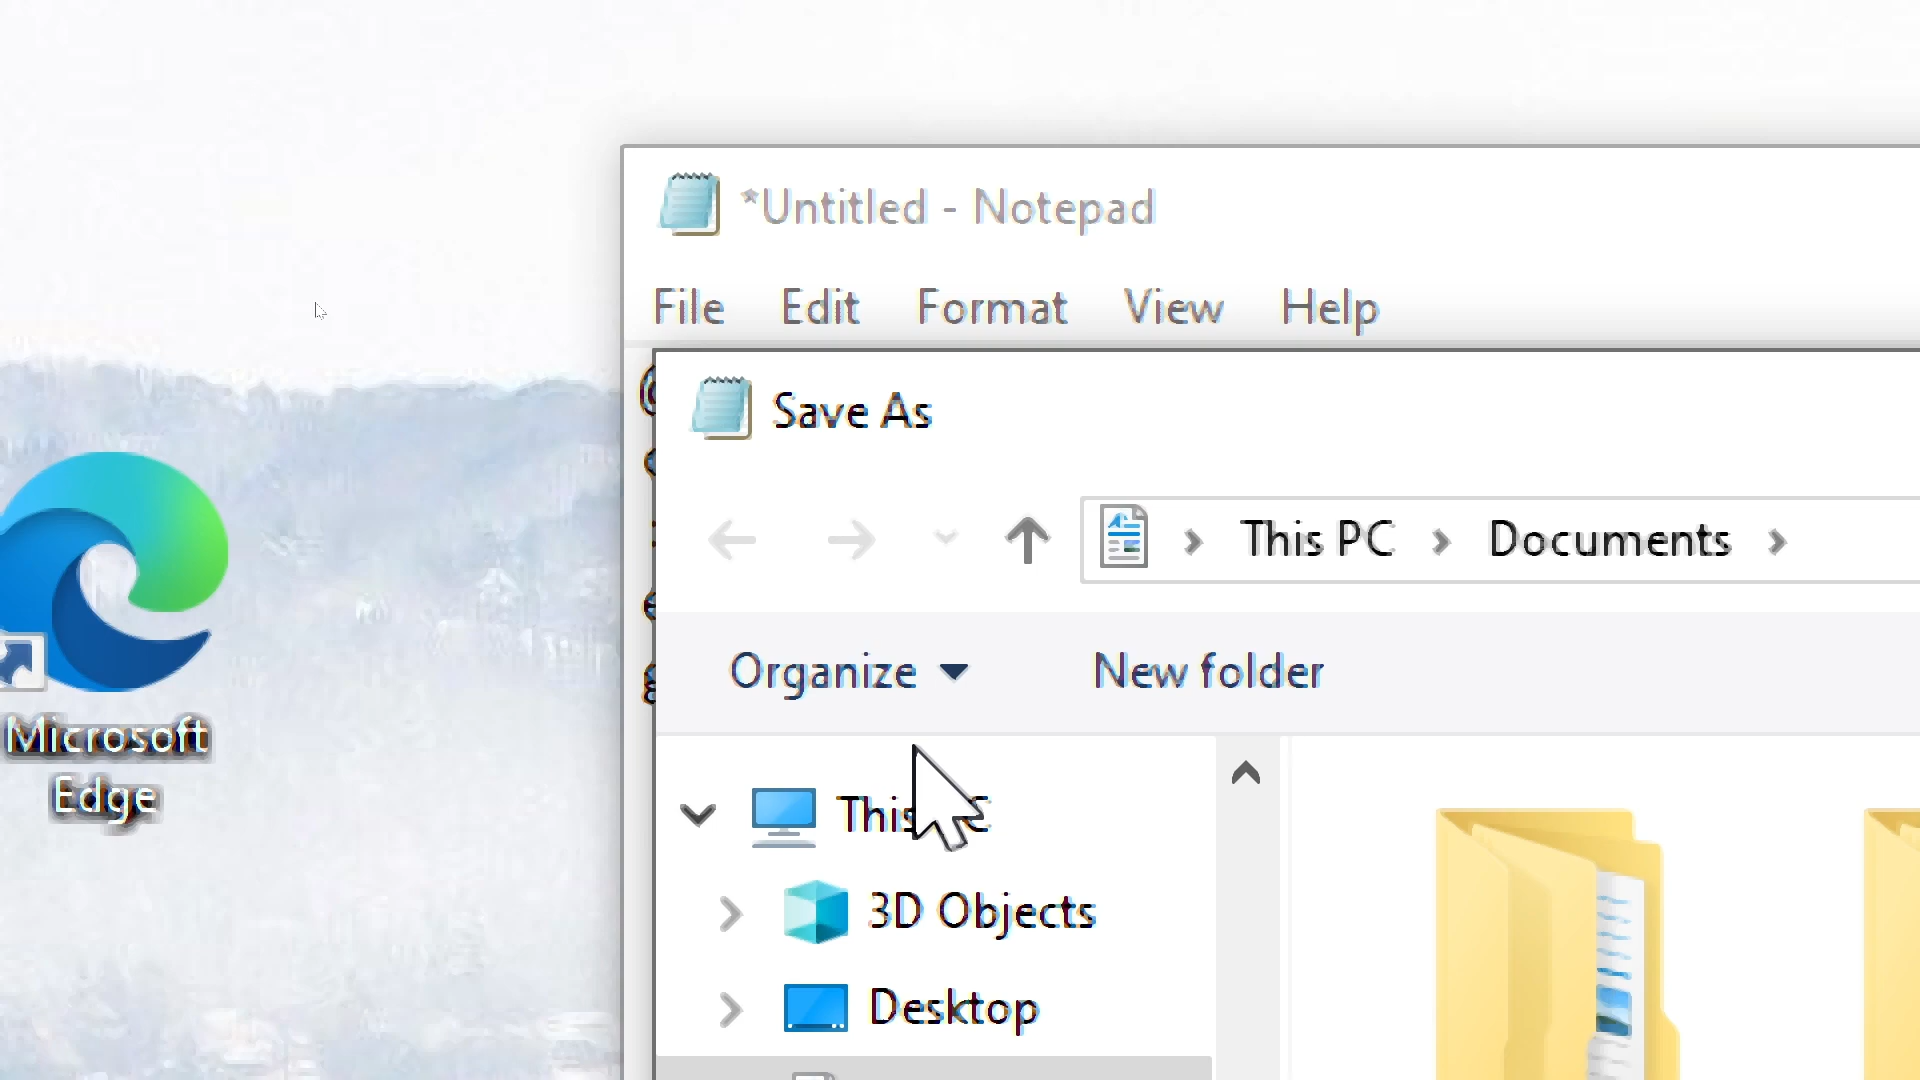 *Untitled - Notepad
File Edit Format View Help
Save As
This PC Documents
Organize New folder
Microsoft
Edge
This
3D Objects
Desktop